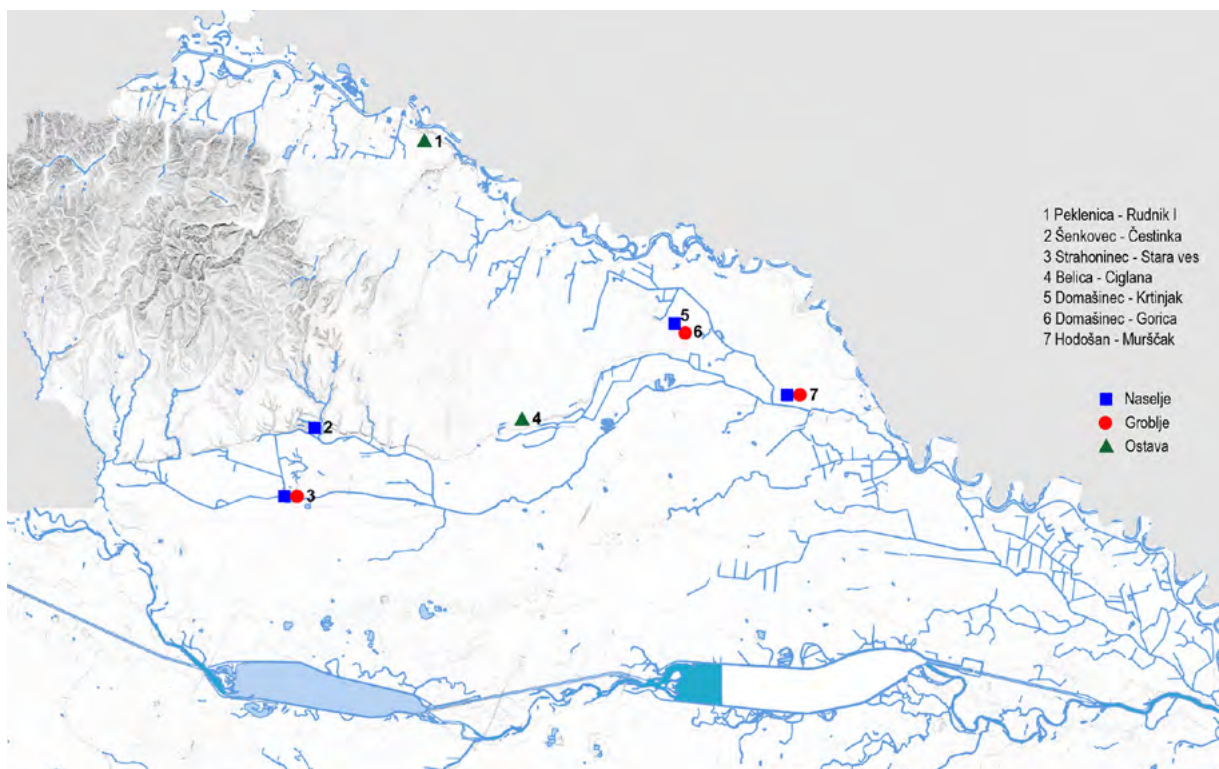 1
1 Peklenica - Rudnik I
2 Šenkovec - Čestinka
3 Strahoninec - Stara ves
4 Belica - Ciglana
5 Domašinec - Krtinjak
6 Domašinec - Gorica
7 Hodošan - Murščak
5
6
7
4
2
3
Naselje
Groblje
Ostava